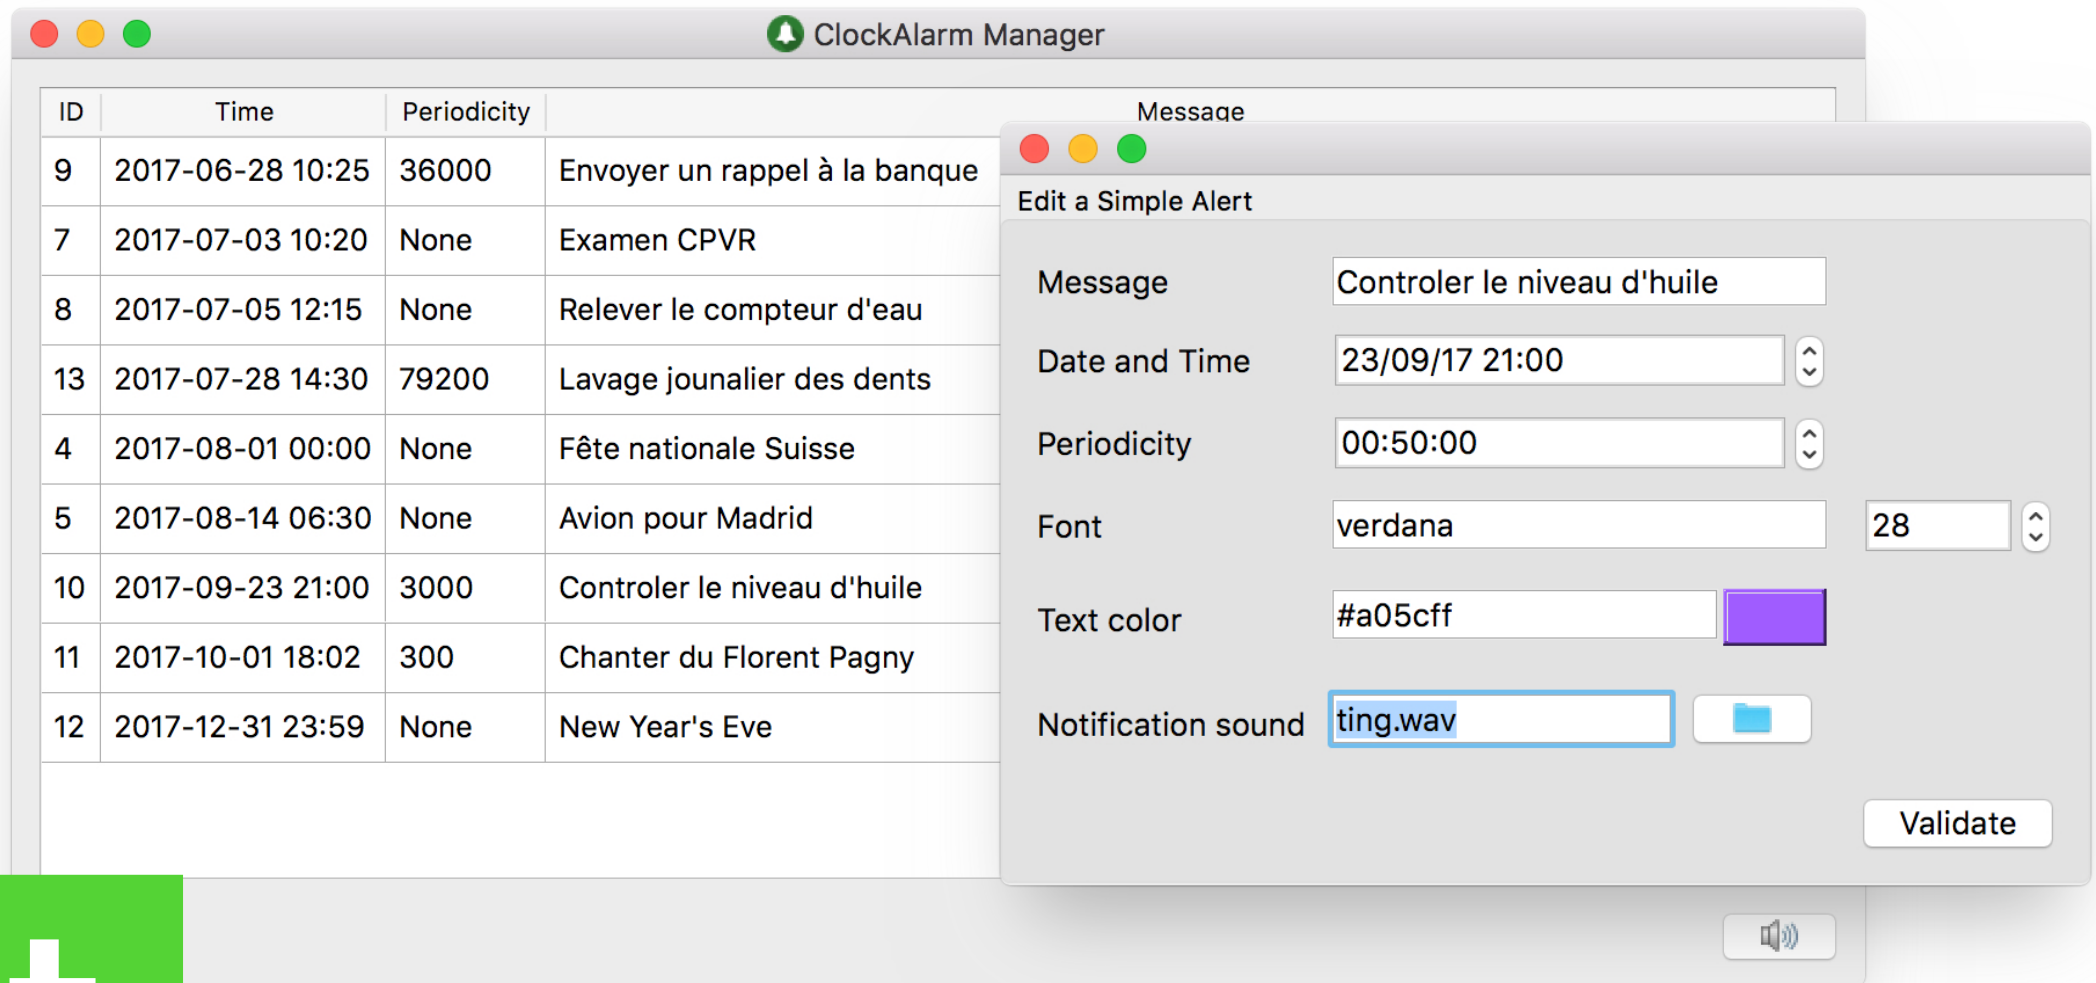 ClockAlarm Manager
ID Time Periodicity Message
9 2017-06-28 10:25 36000 Envoyer un rappel à la banque
7 2017-07-03 10:20 None Examen CPVR
8 2017-07-05 12:15 None Relever le compteur d'eau
13 2017-07-28 14:30 79200 Lavage jounalier des dents
4 2017-08-01 00:00 None Fête nationale Suisse
5 2017-08-14 06:30 None Avion pour Madrid
10 2017-09-23 21:00 3000 Controler le niveau d'huile
11 2017-10-01 18:02 300 Chanter du Florent Pagny
12 2017-12-31 23:59 None New Year's Eve
Edit a Simple Alert
Message Controler le niveau d'huile
Date and Time 23/09/17 21:00
Periodicity 00:50:00
Font verdana 28
Text color #a05cff
Notification sound ting.wav
Validate